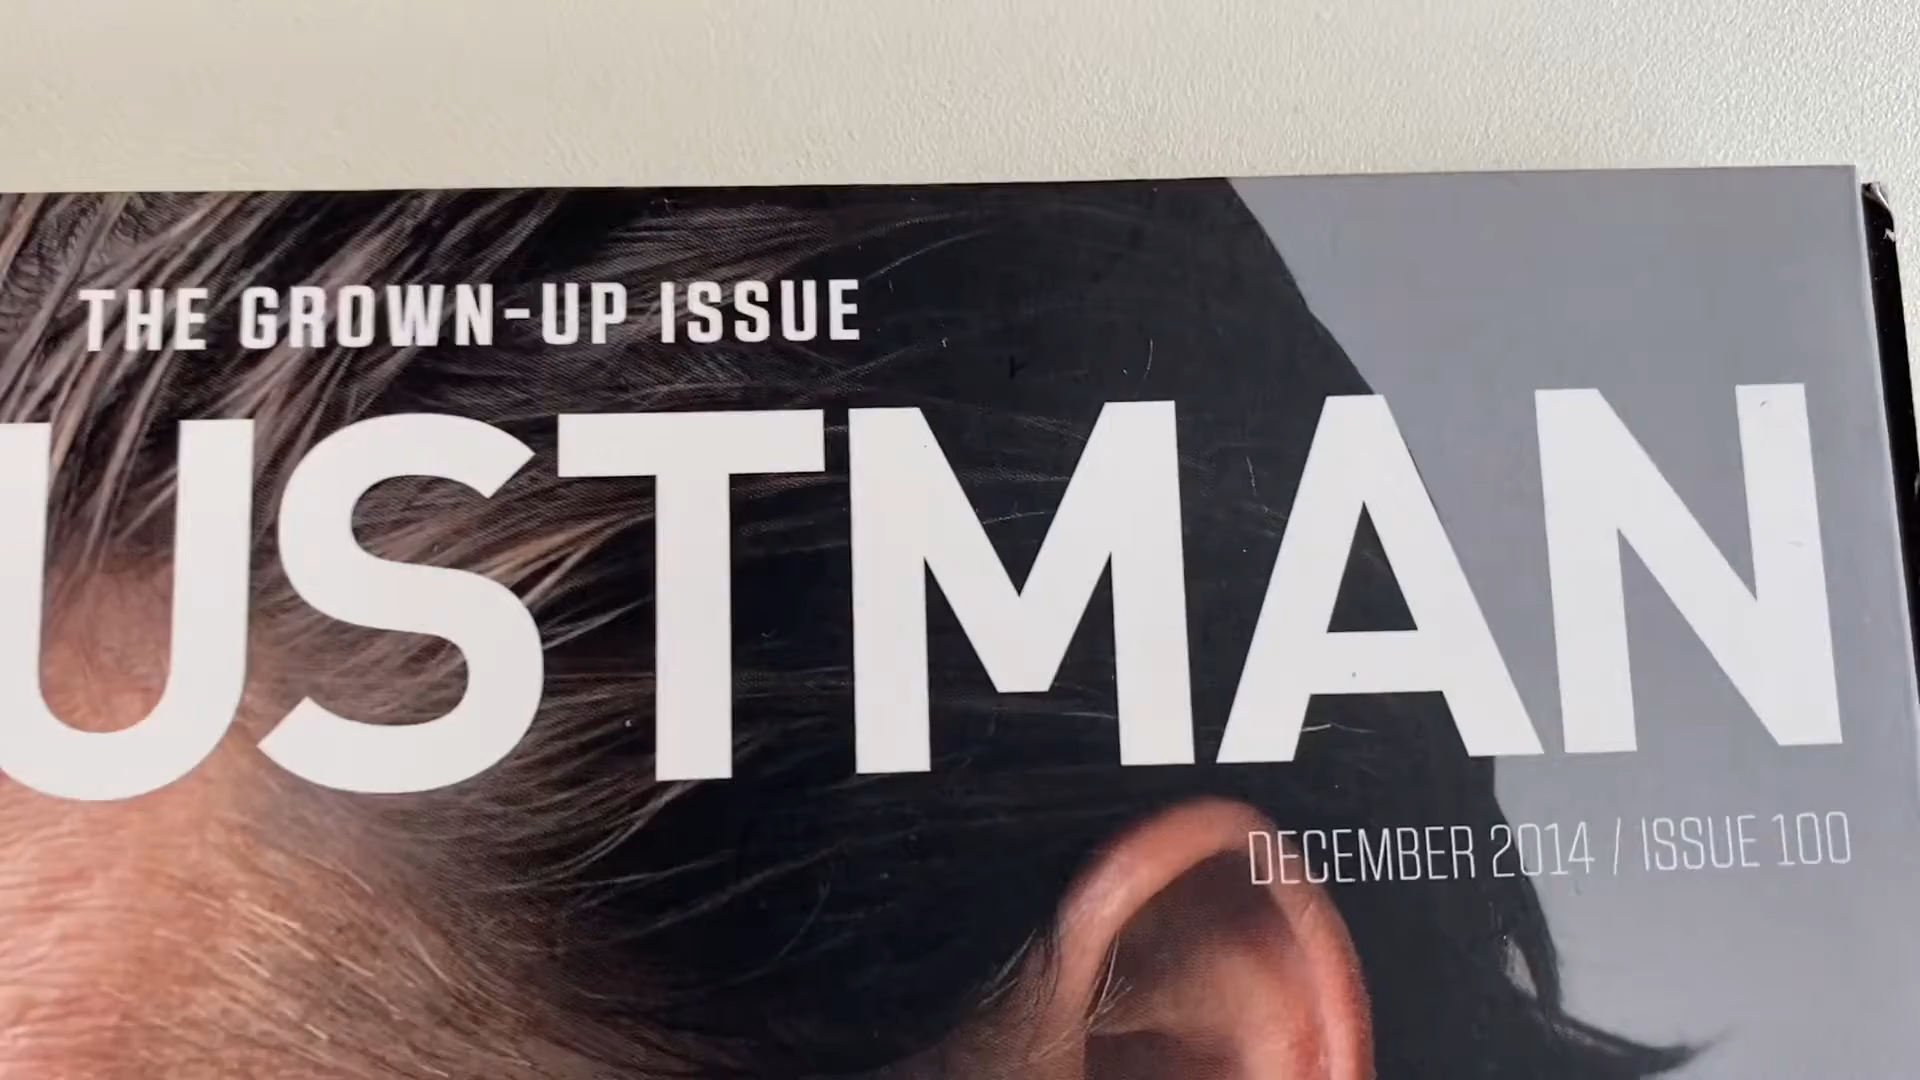 THE GROWN-UP ISSUE
USTMAN
DECEMBER 2014 / ISSUE 100